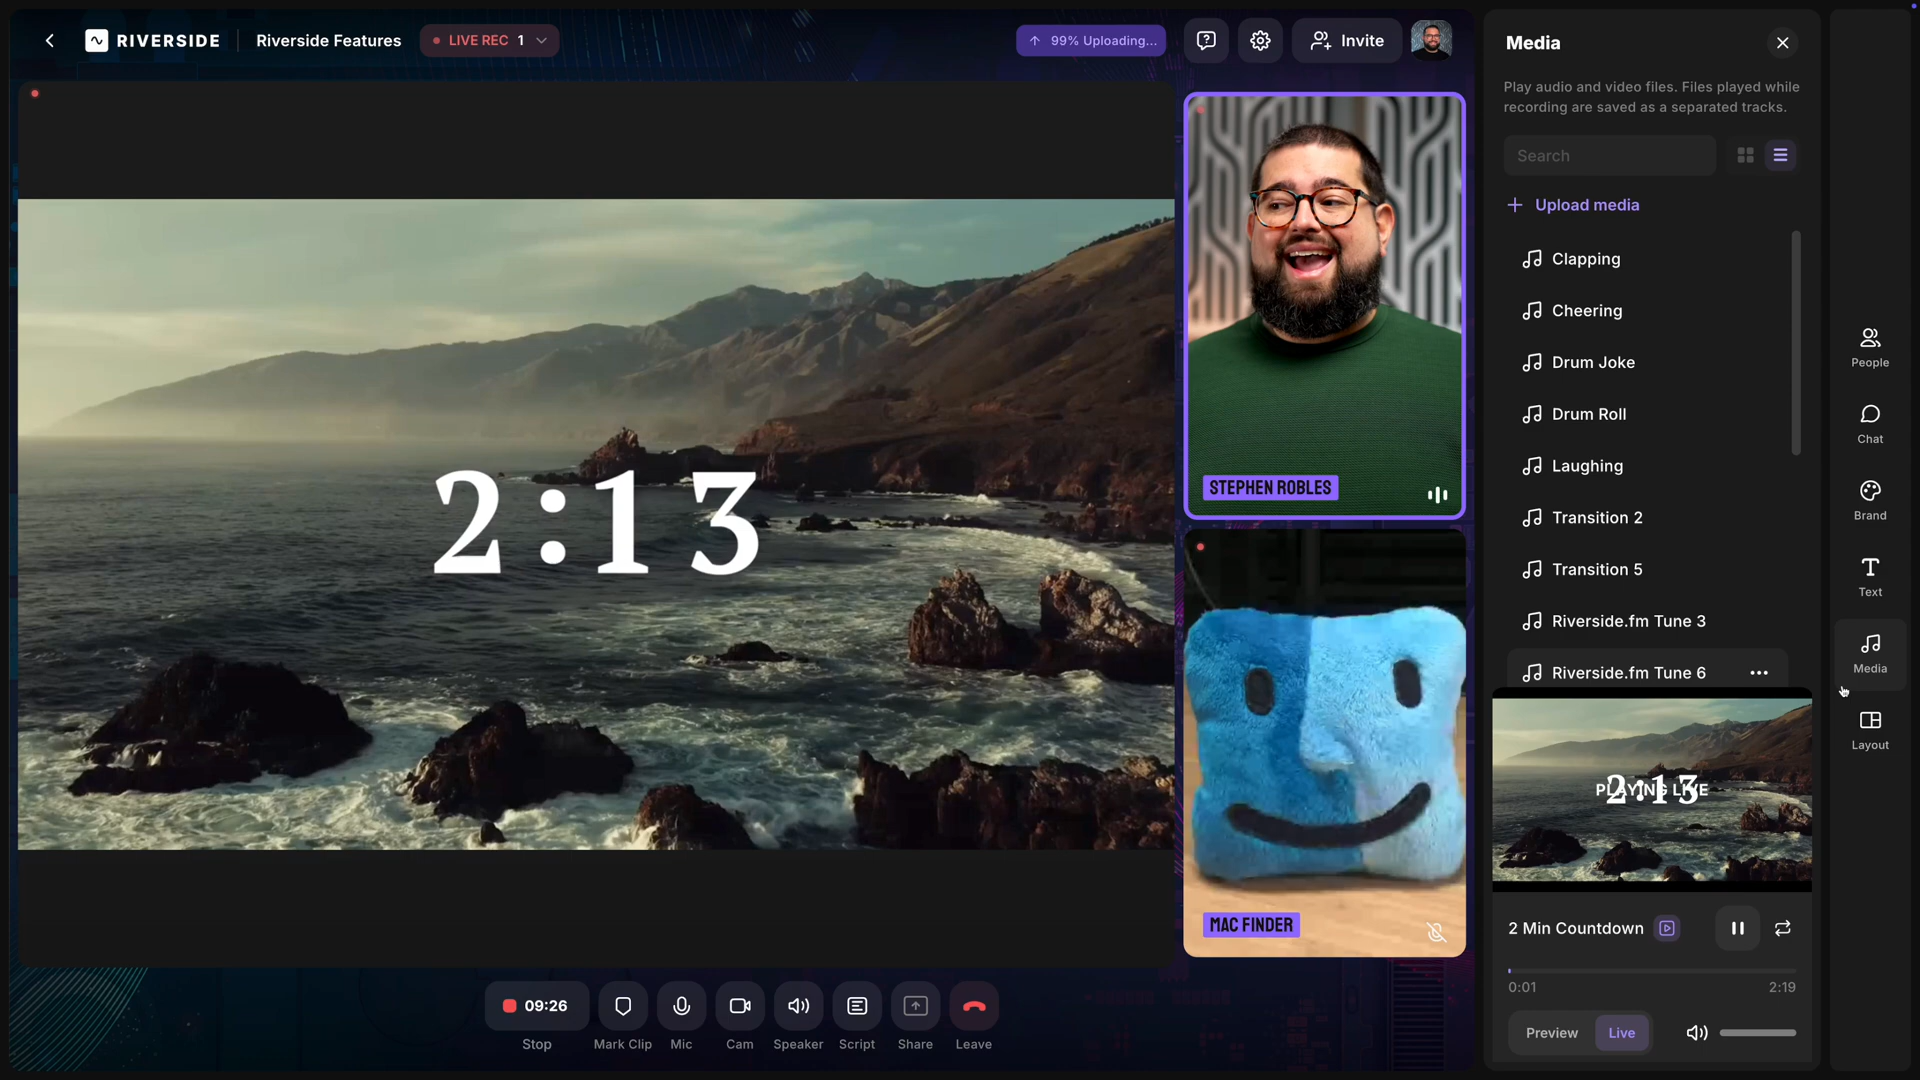 RIVERSIDE
Riverside Features
LIVE REC 1
99% Uploading...
Invite
2:13
STEPHEN ROBLES
MAC FINDER
09:26
Stop
Mark Clip
Mic
Cam
Speaker
Script
Share
Leave
Media
Play audio and video files. Files played while
recording are saved as a separated tracks.
Search
Upload media
Clapping
Cheering
Drum Joke
Drum Roll
Laughing
Transition 2
Transition 5
Riverside.fm Tune 3
Riverside.fm Tune 6
2:13
PLAYING LIVE
2 Min Countdown
0:01
2:19
Preview
Live
People
Chat
Brand
Text
Media
Layout